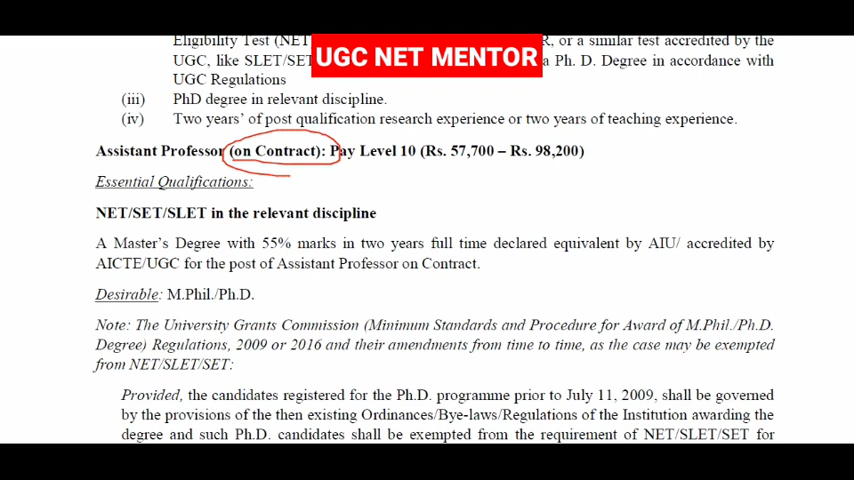 Eligibility Test (NET R, or a similar test accredited by the
UGC NET MENTOR
UGC, like SLET/SET a Ph. D. Degree in accordance with
UGC Regulations
(iii) PhD degree in relevant discipline.
(iv) Two years' of post qualification research experience or two years of teaching experience.
Assistant Professor (on Contract): Pay Level 10 (Rs. 57,700 – Rs. 98,200)
Essential Qualifications:
NET/SET/SLET in the relevant discipline
A Master's Degree with 55% marks in two years full time declared equivalent by AIU/ accredited by
AICTE/UGC for the post of Assistant Professor on Contract.
Desirable: M.Phil./Ph.D.
Note: The University Grants Commission (Minimum Standards and Procedure for Award of M.Phil./Ph.D.
Degree) Regulations, 2009 or 2016 and their amendments from time to time, as the case may be exempted
from NET/SLET/SET:
Provided, the candidates registered for the Ph.D. programme prior to July 11, 2009, shall be governed
by the provisions of the then existing Ordinances/Bye-laws/Regulations of the Institution awarding the
degree and such Ph.D. candidates shall be exempted from the requirement of NET/SLET/SET for